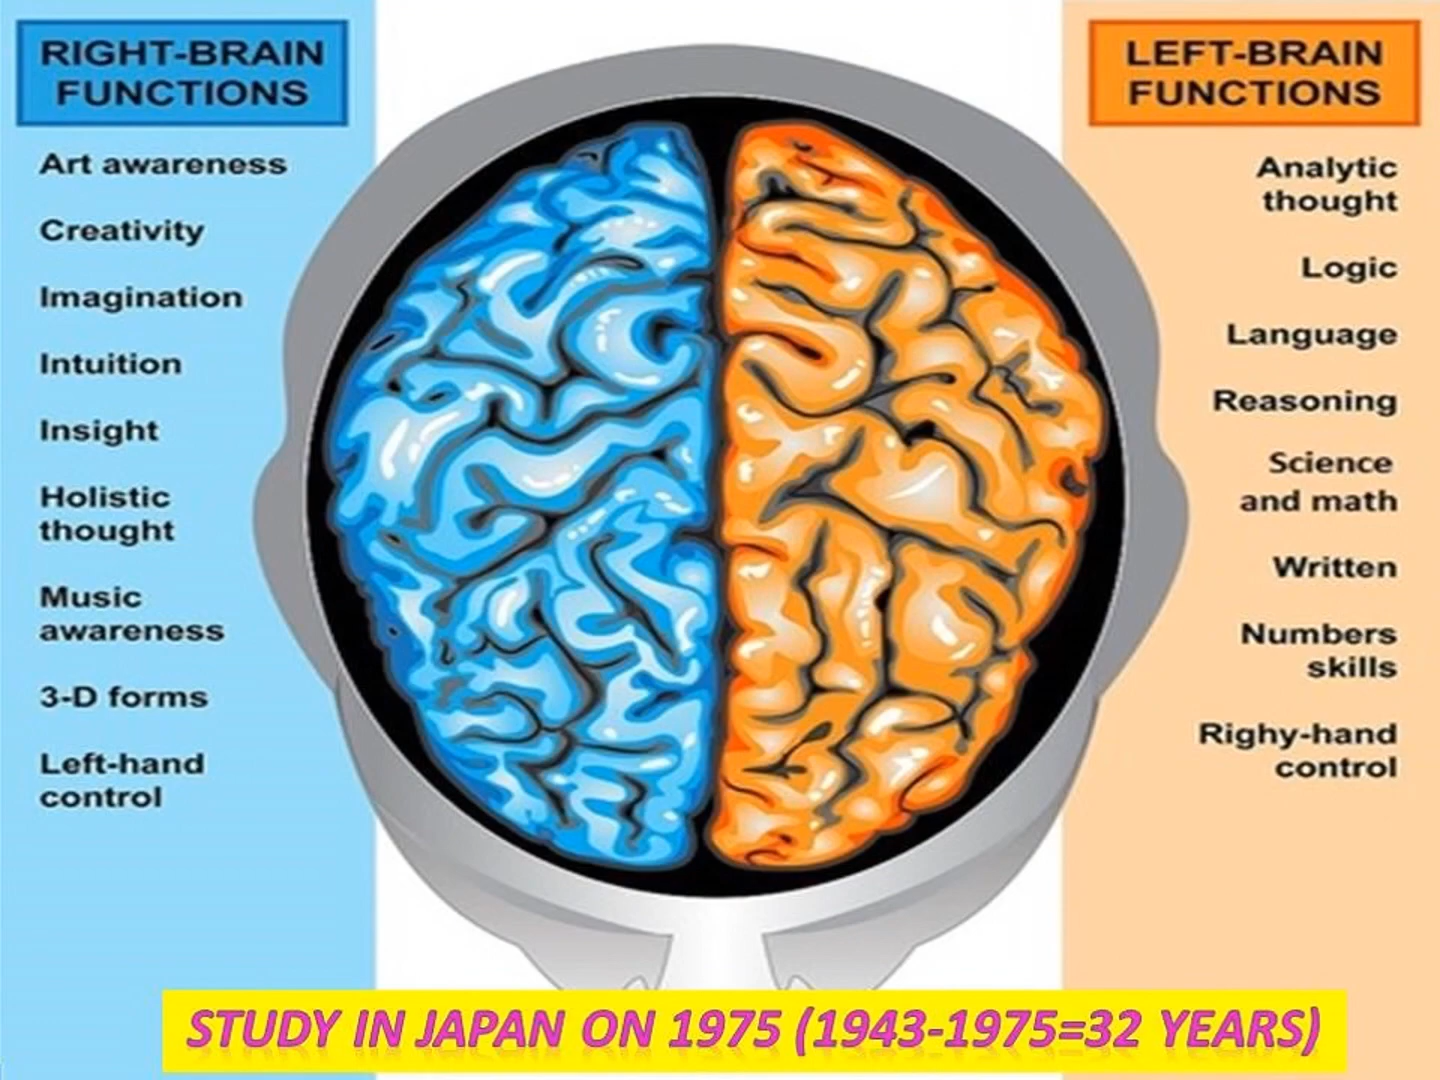 RIGHT-BRAIN
FUNCTIONS
Art awareness
Creativity
Imagination
Intuition
Insight
Holistic
thought
Music
awareness
3-D forms
Left-hand
control
LEFT-BRAIN
FUNCTIONS
Analytic
thought
Logic
Language
Reasoning
Science
and math
Written
Numbers
skills
Righy-hand
control
STUDY IN JAPAN ON 1975 (1943-1975=32 YEARS)